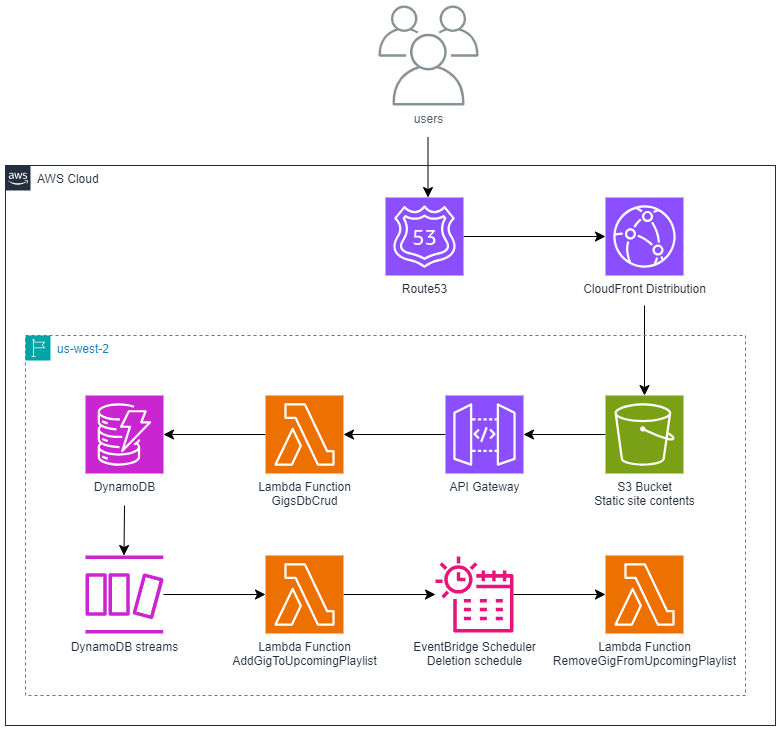 users
aws
AWS Cloud
53
Route53
CloudFront Distribution
us-west-2
DynamoDB
Lambda Function
GigsDbCrud
</>
API Gateway
S3 Bucket
Static site contents
DynamoDB streams
Lambda Function
AddGigToUpcomingPlaylist
EventBridge Scheduler
Deletion schedule
Lambda Function
RemoveGigFromUpcomingPlaylist